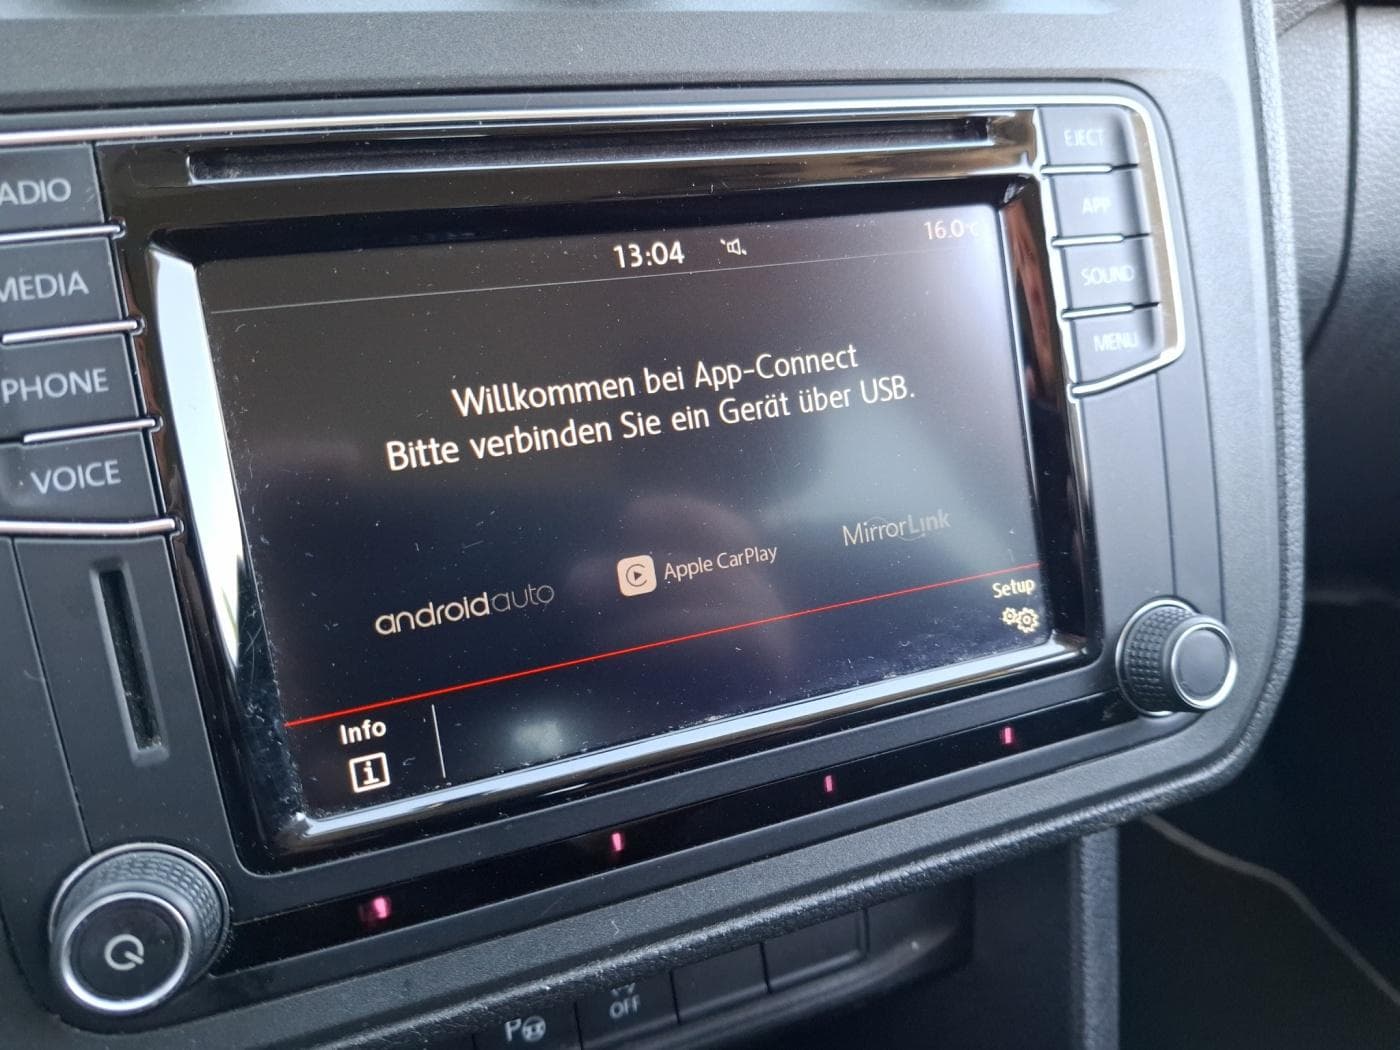 ADIO
MEDIA
PHONE
VOICE
EJECT
APP
SOUND
MENU
13:04
16.0°C
Willkommen bei App-Connect
Bitte verbinden Sie ein Gerät über USB.
androidauto
Apple CarPlay
MirrorLink
Setup
Info
i
P
OFF